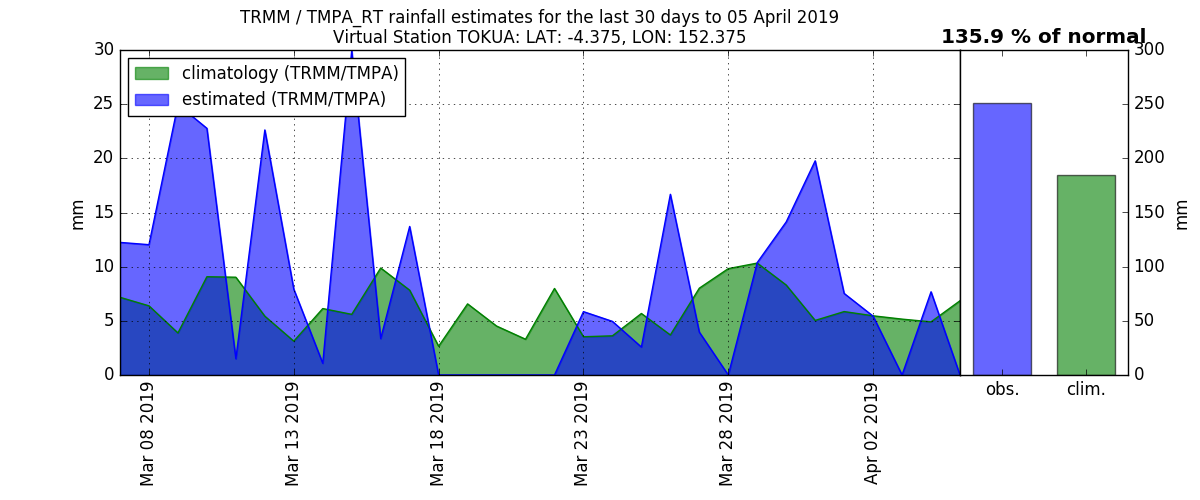 TRMM / TMPA_RT rainfall estimates for the last 30 days to 05 April 2019
Virtual Station TOKUA: LAT: -4.375, LON: 152.375
135.9 % of normal
climatology (TRMM/TMPA)
estimated (TRMM/TMPA)
30
25
20
15
10
5
0
mm
300
250
200
150
100
50
0
mm
Mar 08 2019
Mar 13 2019
Mar 18 2019
Mar 23 2019
Mar 28 2019
Apr 02 2019
obs.
clim.